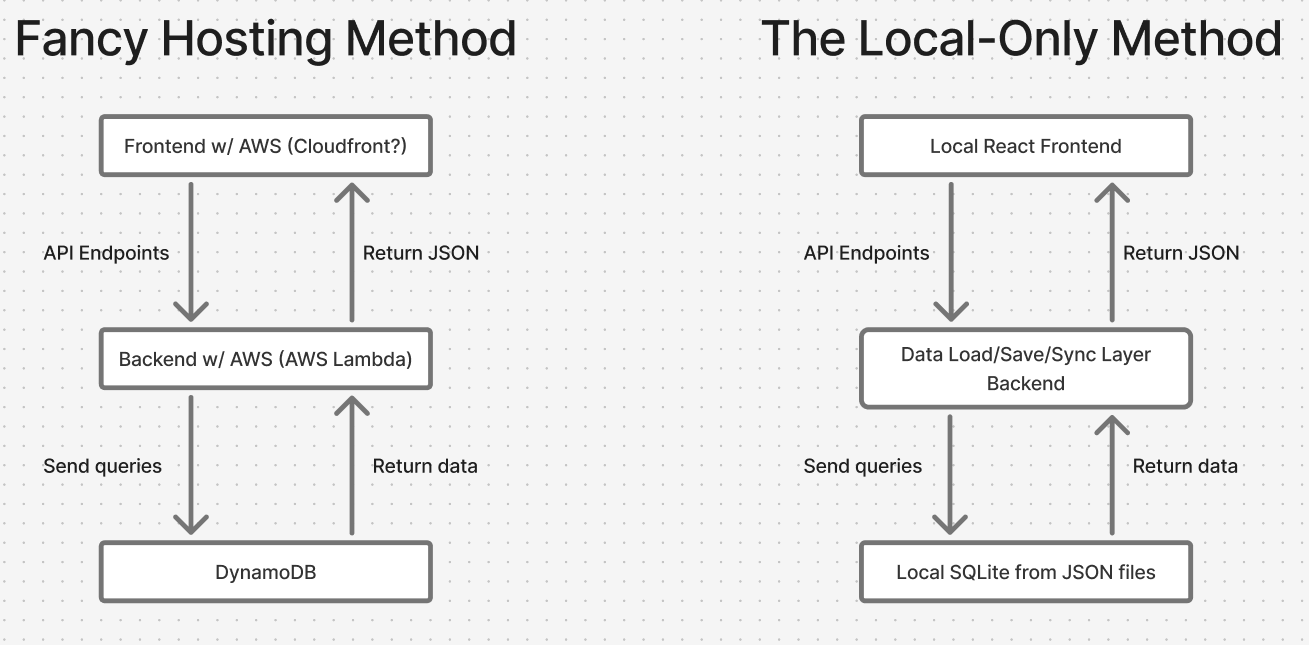 Fancy Hosting Method
Frontend w/ AWS (Cloudfront?)
API Endpoints
Return JSON
Backend w/ AWS (AWS Lambda)
Send queries
Return data
DynamoDB
The Local-Only Method
Local React Frontend
API Endpoints
Return JSON
Data Load/Save/Sync Layer
Backend
Send queries
Return data
Local SQLite from JSON files